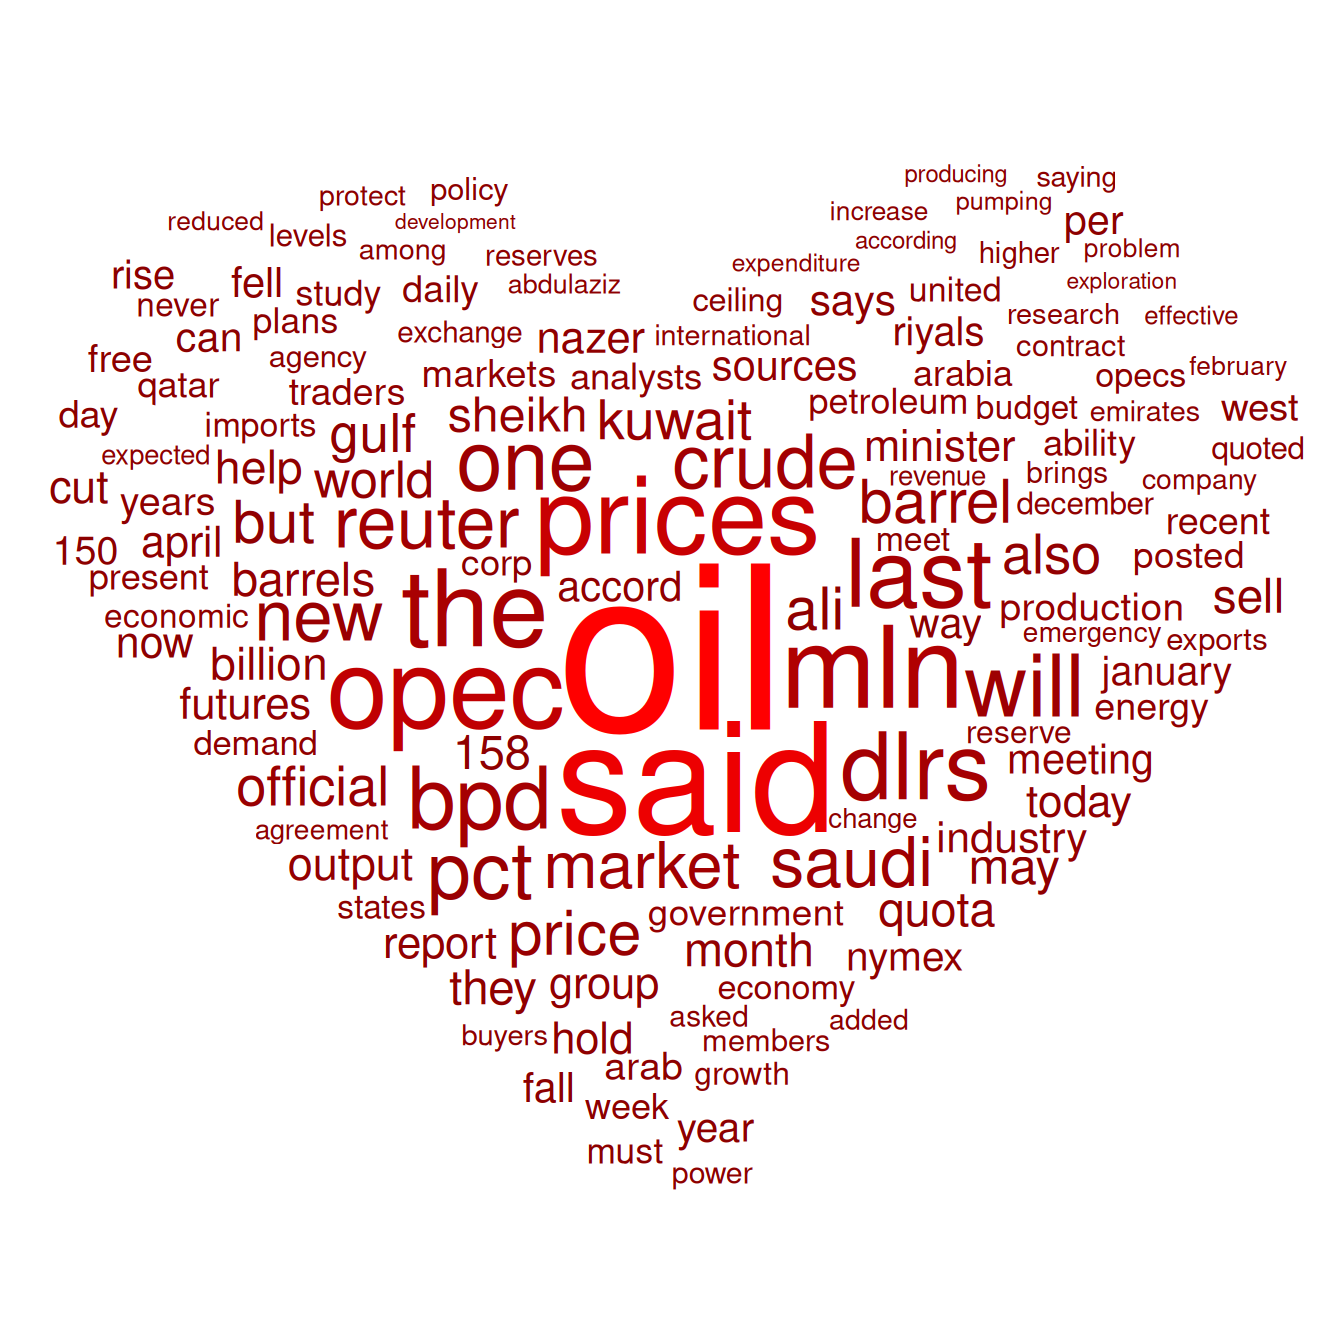 producing saying
protect policy
increase pumping
reduced development per
levels among according higher problem
reserves expenditure
rise fell study daily abdulaziz ceiling says united exploration
never plans exchange nazer international riyals research effective
can
free agency markets analysts sources arabia contract opecs february
qatar traders petroleum budget emirates west
day imports gulf sheikh kuwait minister ability quoted
expected help world one crude revenue brings company
cut years but reuter prices barrel december recent
150 april corp meet last also posted
present barrels accord
economic new the oil ali way production sell
now emergency exports
billion opec mln will january
futures energy
demand 158 reserve
official bpd said dlrs meeting
today
agreement change industry
output pct market saudi may
states government quota
report price month nymex
they group economy
asked added
buyers hold members
arab growth
fall
week
year
must
power